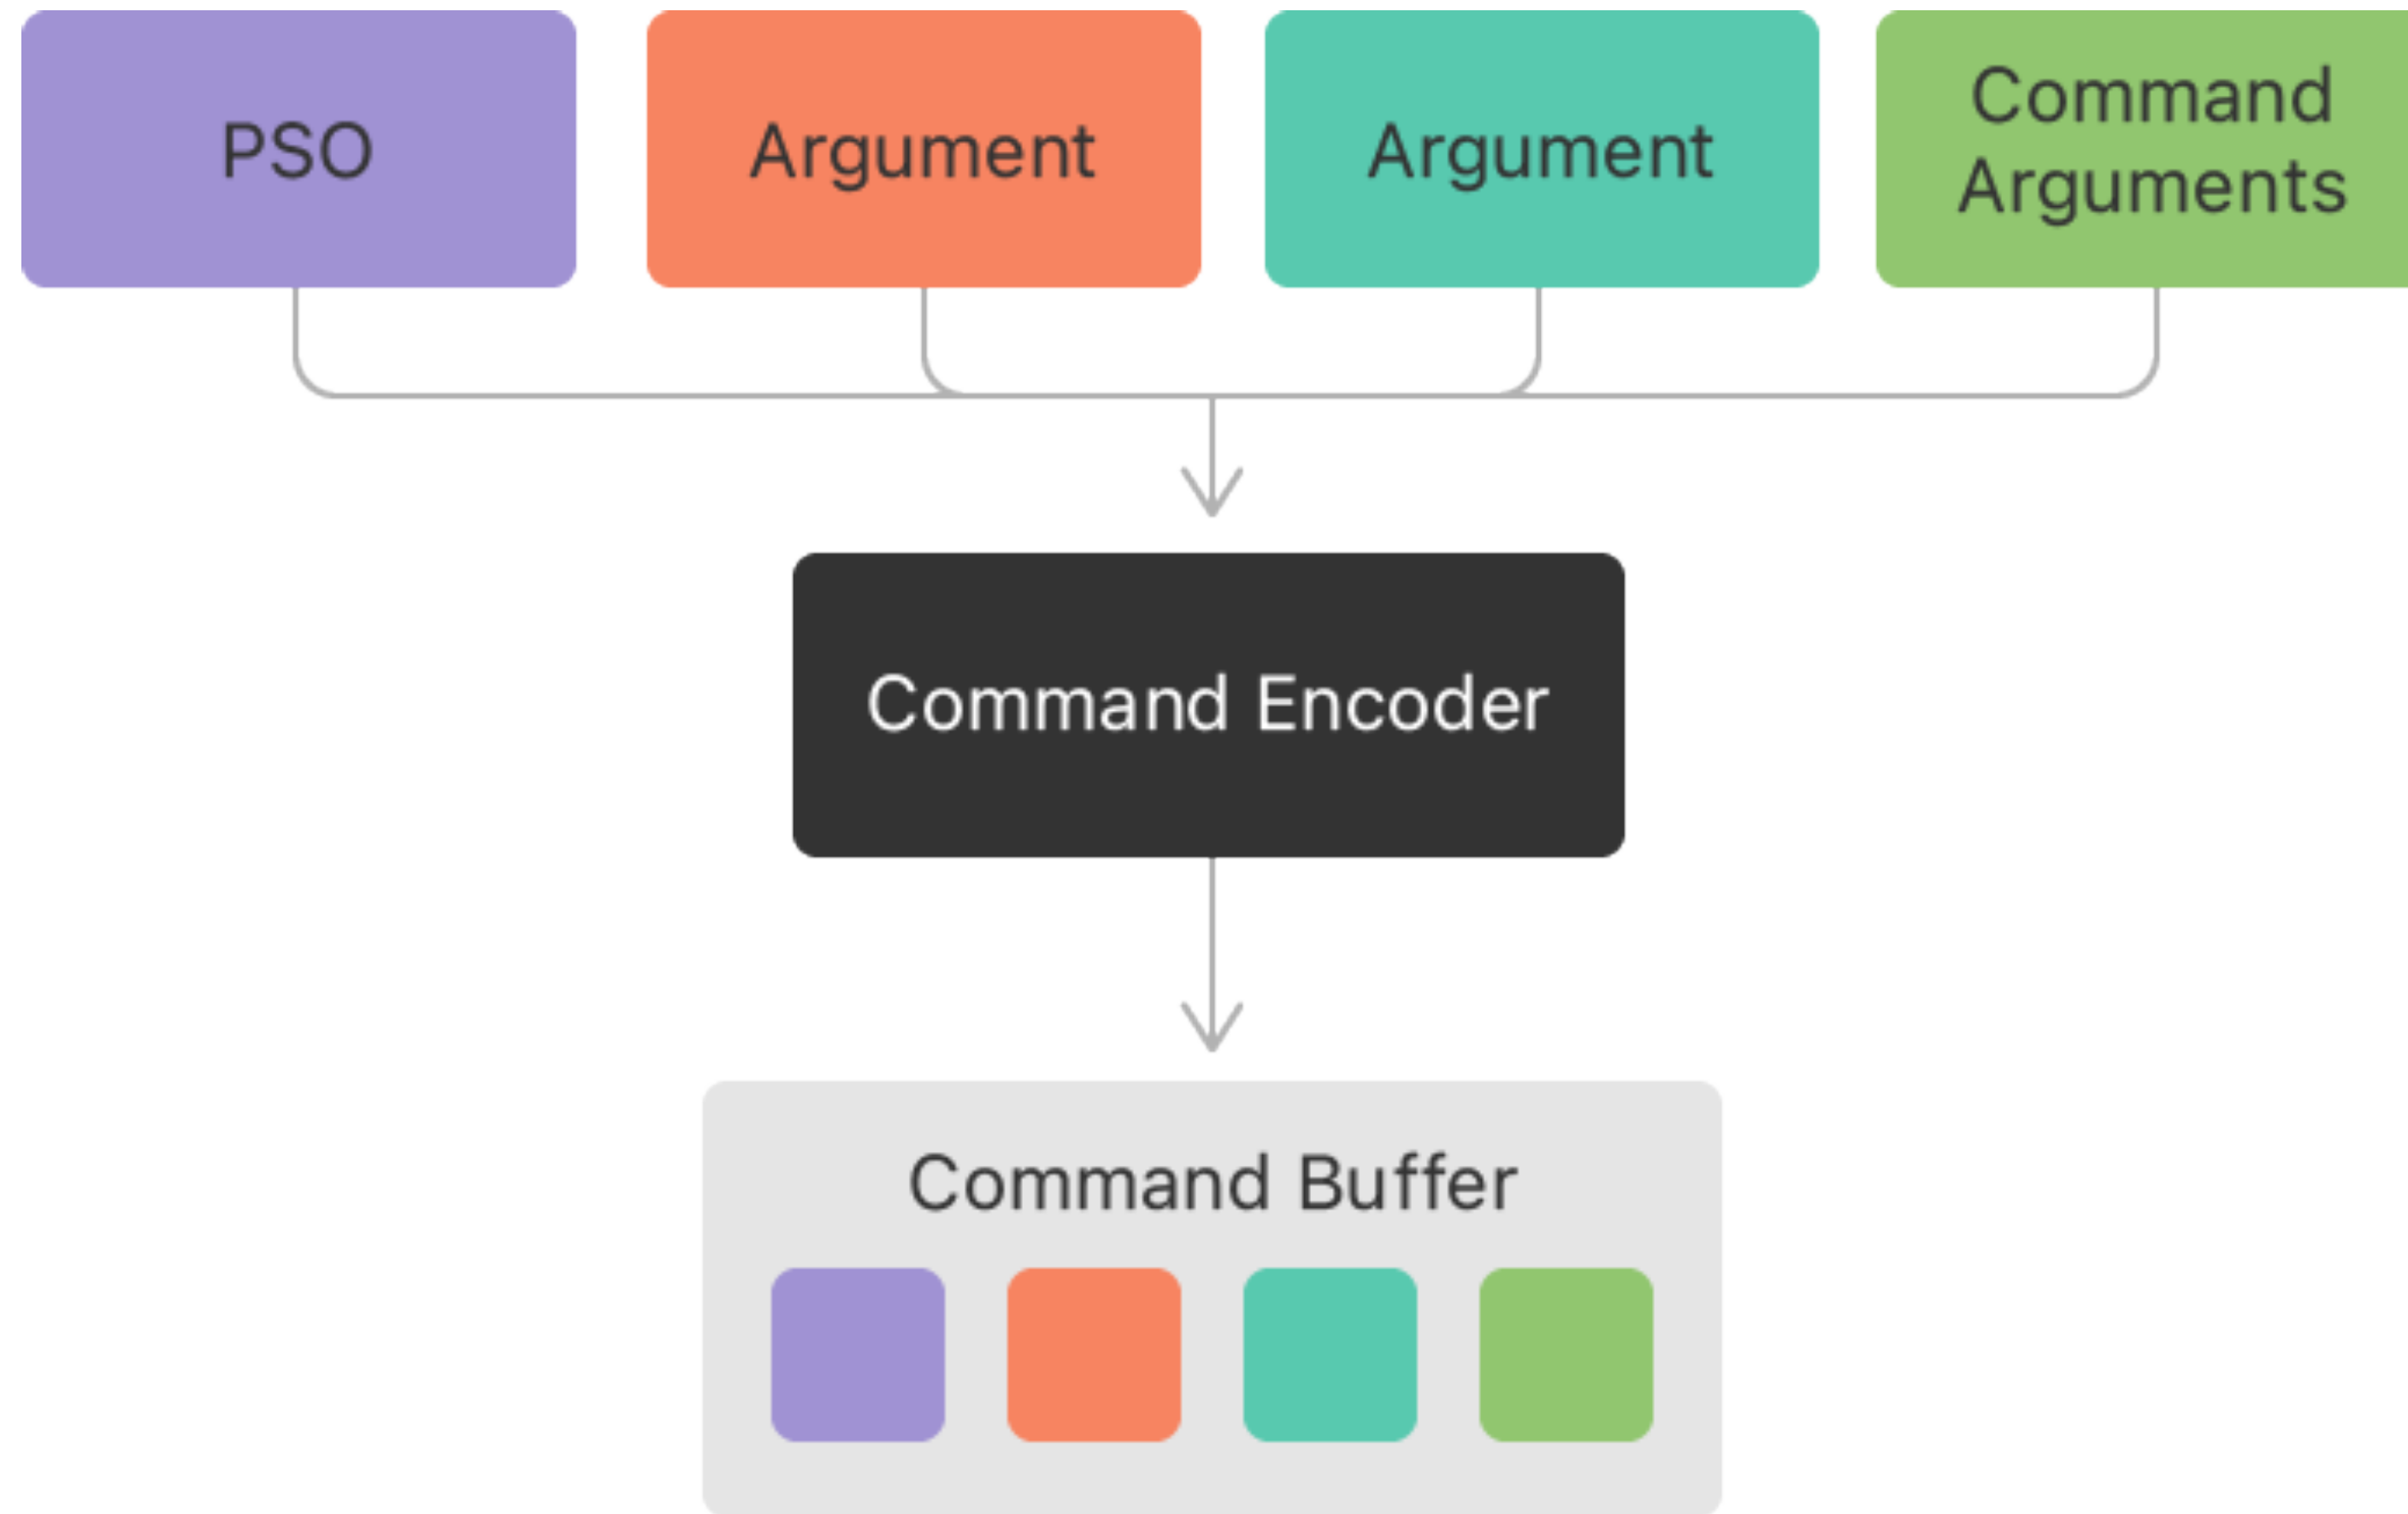 PSO
Argument
Argument
Command
Arguments
Command Encoder
Command Buffer